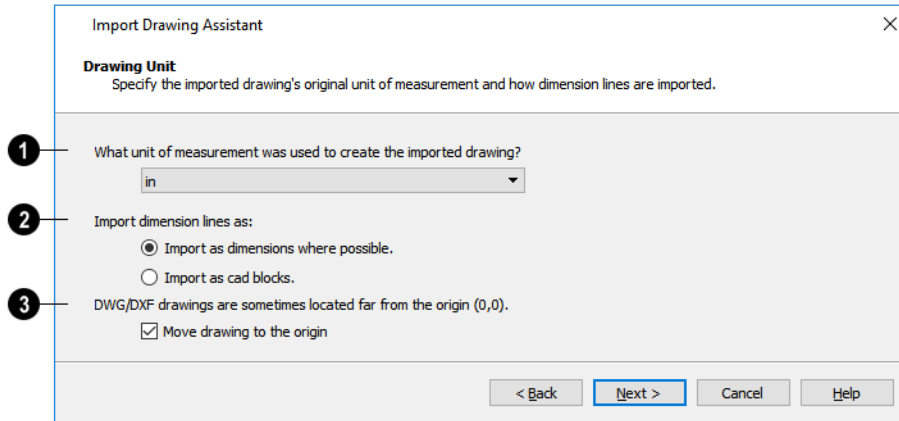 Import Drawing Assistant
Drawing Unit
Specify the imported drawing's original unit of measurement and how dimension lines are imported.
1
What unit of measurement was used to create the imported drawing?
in
2
Import dimension lines as:
Import as dimensions where possible.
Import as cad blocks.
3
DWG/DXF drawings are sometimes located far from the origin (0,0).
Move drawing to the origin
< Back Next > Cancel Help